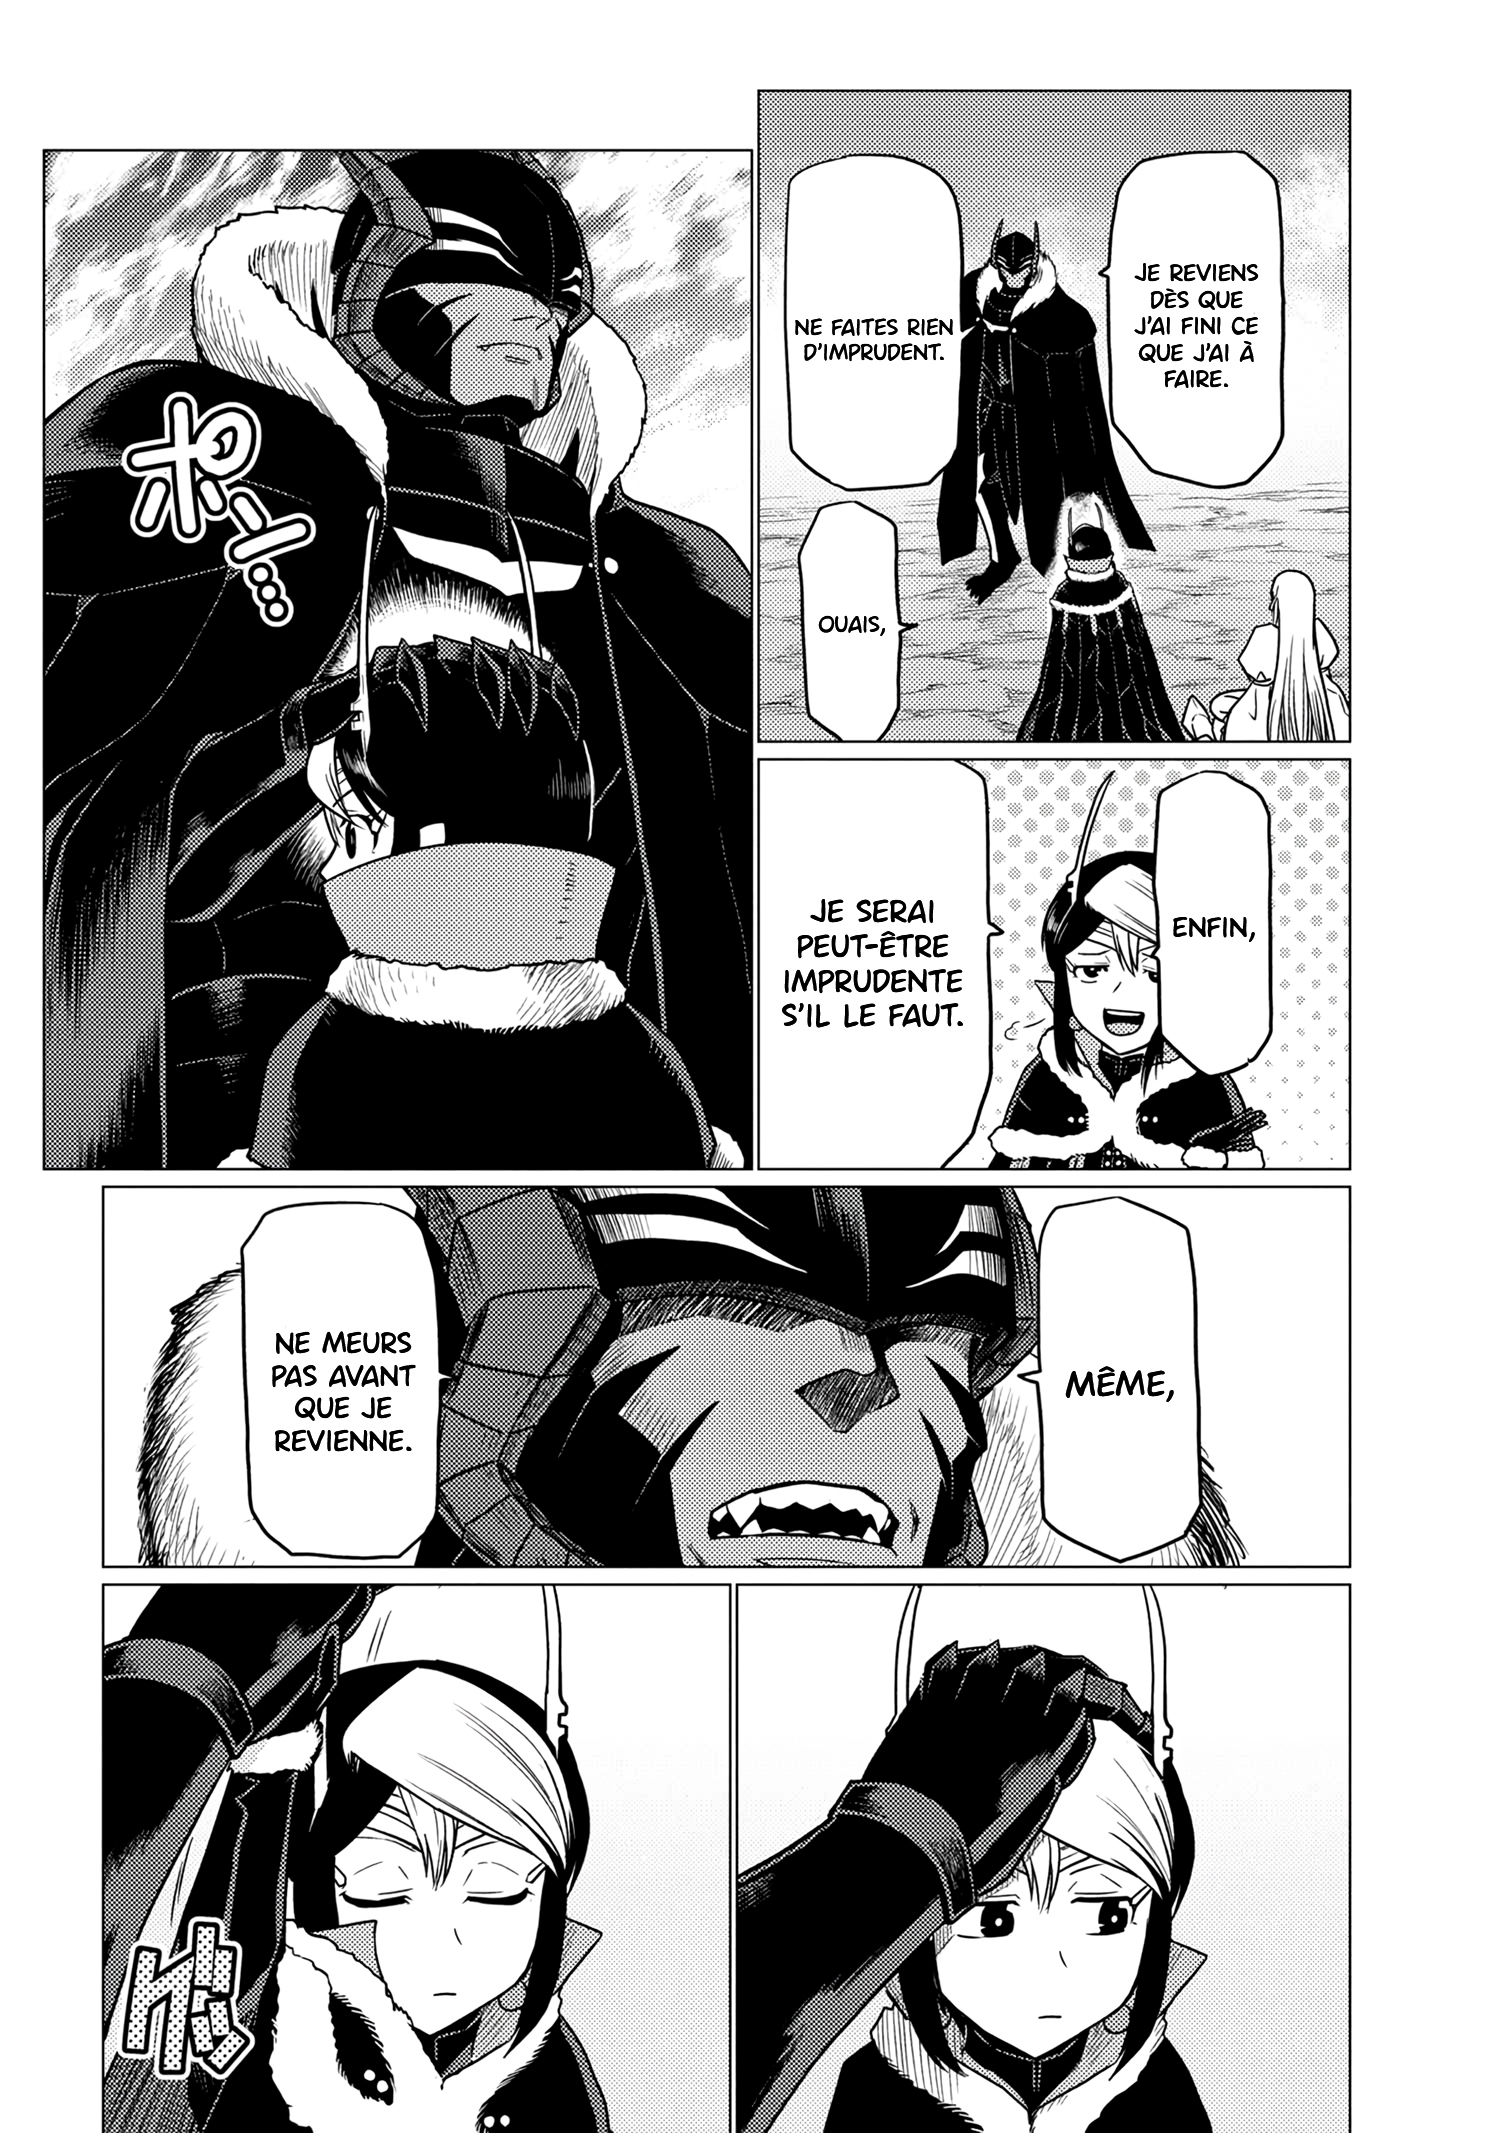 JE REVIENS
DÈS QUE
J'AI FINI CE
QUE J'AI À
FAIRE.
NE FAITES RIEN
D'IMPRUDENT.
OUAIS,
ENFIN,
JE SERAI
PEUT-ÊTRE
IMPRUDENTE
S'IL LE FAUT.
ポン…
MÊME,
NE MEURS
PAS AVANT
QUE JE
REVIENNE.